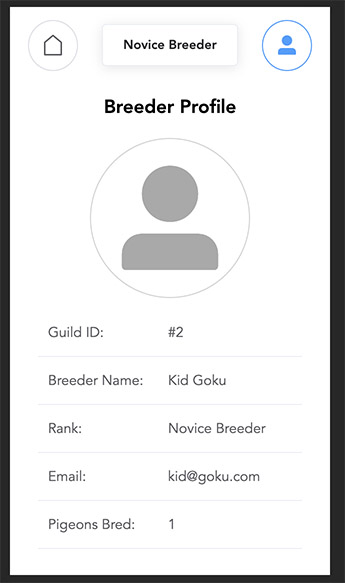 Novice Breeder
Breeder Profile
Guild ID: #2
Breeder Name: Kid Goku
Rank: Novice Breeder
Email: kid@goku.com
Pigeons Bred: 1